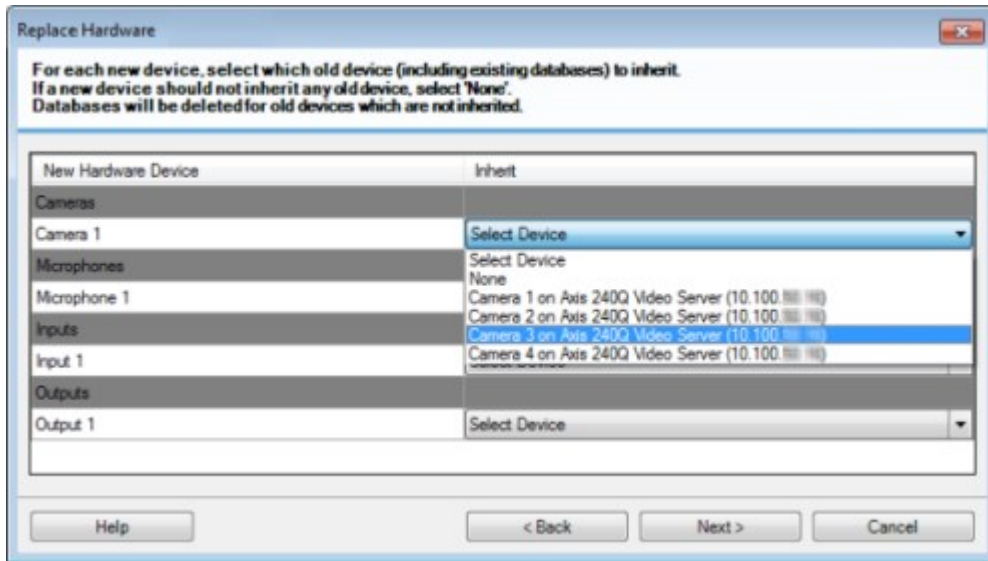 Replace Hardware
For each new device, select which old device (including existing databases) to inherit.
If a new device should not inherit any old device, select 'None'.
Databases will be deleted for old devices which are not inherited.
New Hardware Device Inherit
Cameras
Camera 1 Select Device
Select Device
None
Microphones
Microphone 1
Camera 1 on Axis 240Q Video Server (10.100.
Camera 2 on Axis 240Q Video Server (10.100.
Inputs
Camera 3 on Axis 240Q Video Server (10.100.
Input 1
Camera 4 on Axis 240Q Video Server (10.100.
Outputs
Output 1 Select Device
Help < Back Next > Cancel